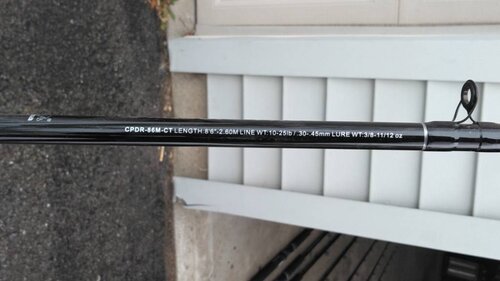 CPDR-86M-CT LENGTH:8'6"-2.60M LINE WT:10-25lb / .30-.45mm LURE WT:3/8-11/12 oz